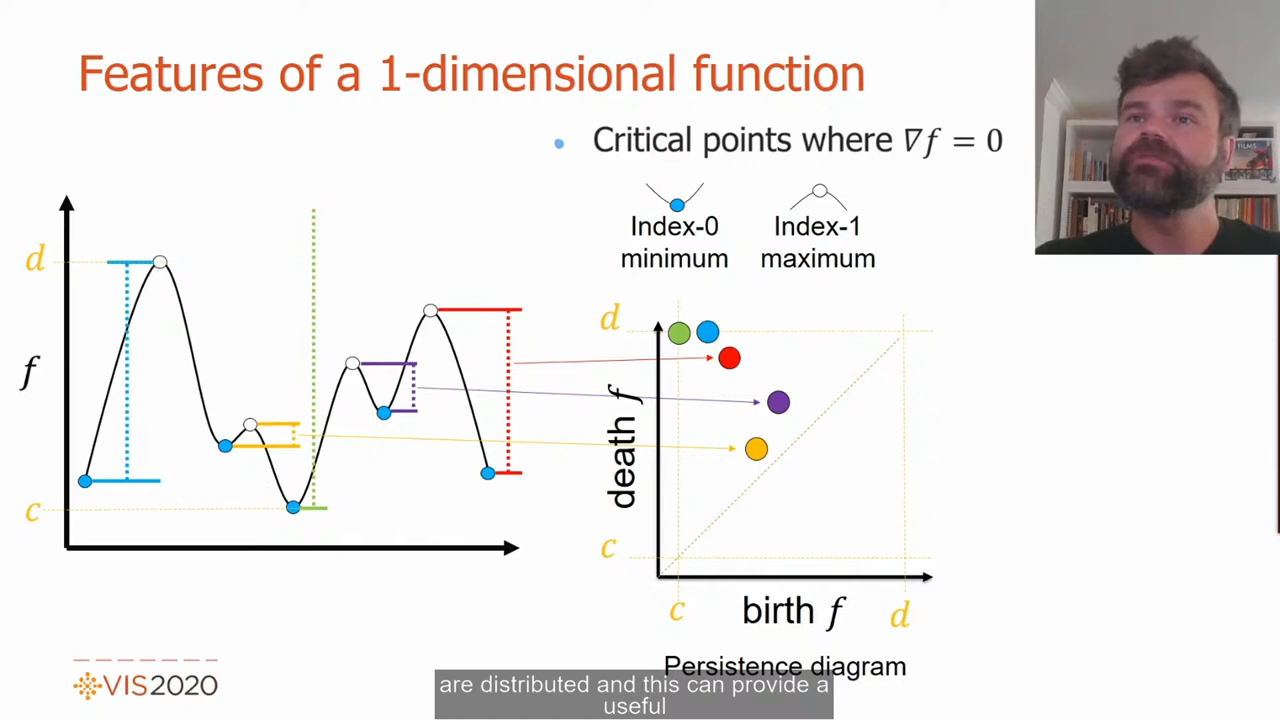 Features of a 1-dimensional function
• Critical points where ∇f = 0
Index-0
minimum
Index-1
maximum
d
f
c
d
death f
c
c
birth f
d
Persistence diagram
VIS2020
are distributed and this can provide a
useful
FILMS